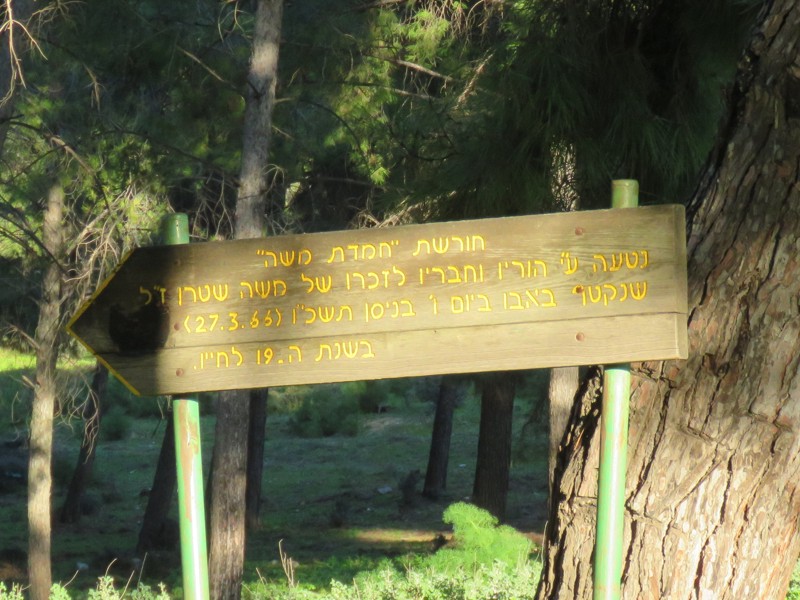 חורשת "חמדת משה"
נטעה ע"י הוריו וחבריו לזכרו של משה שטרן ז"ל
שנקטף באבו ביום ו' בניסן תשכ"ו (27.3.66)
בשנת ה-19 לחייו.